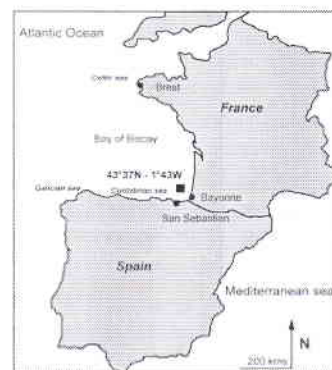 Atlantic Ocean
Celtic sea
Brest
France
Bay of Biscay
43°37N - 1°43W
Galician sea
Cantabrian sea
Bayonne
San Sebastien
Spain
Mediterranean sea
N
200 kms